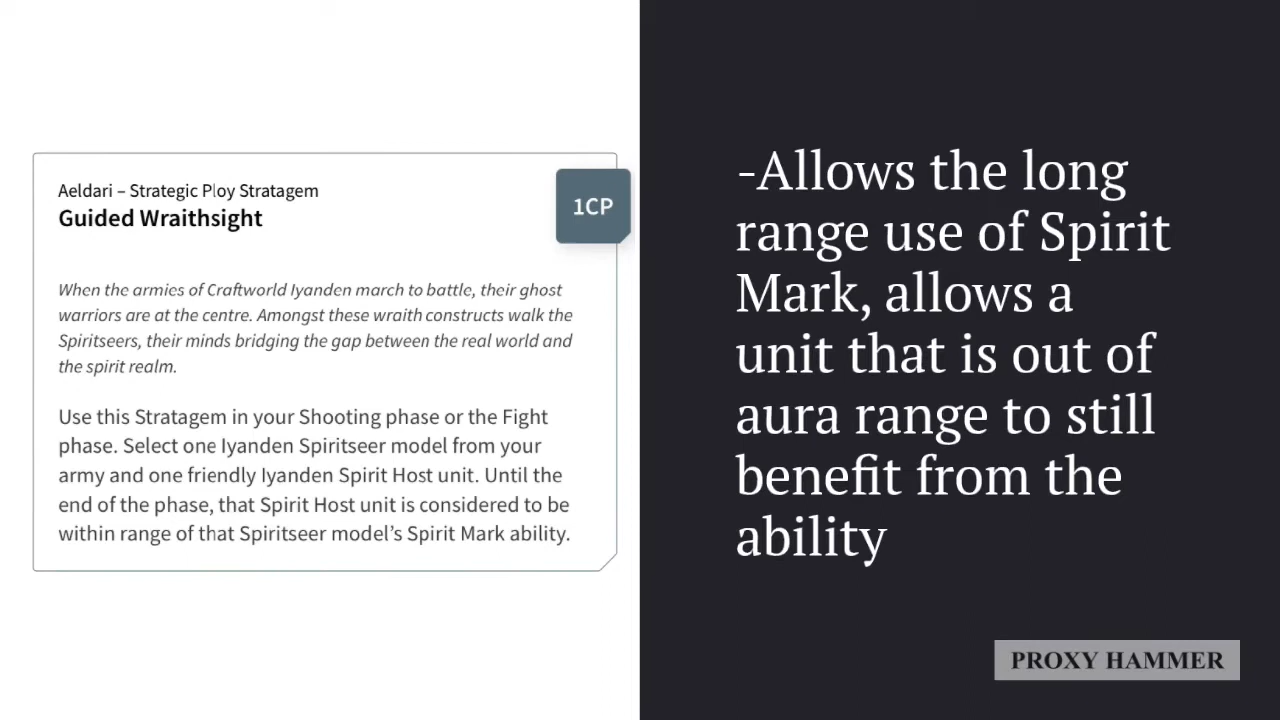 Aeldari – Strategic Ploy Stratagem
Guided Wraithsight
1CP
When the armies of Craftworld Iyanden march to battle, their ghost
warriors are at the centre. Amongst these wraith constructs walk the
Spiritseers, their minds bridging the gap between the real world and
the spirit realm.
Use this Stratagem in your Shooting phase or the Fight
phase. Select one Iyanden Spiritseer model from your
army and one friendly Iyanden Spirit Host unit. Until the
end of the phase, that Spirit Host unit is considered to be
within range of that Spiritseer model’s Spirit Mark ability.
-Allows the long
range use of Spirit
Mark, allows a
unit that is out of
aura range to still
benefit from the
ability
PROXY HAMMER